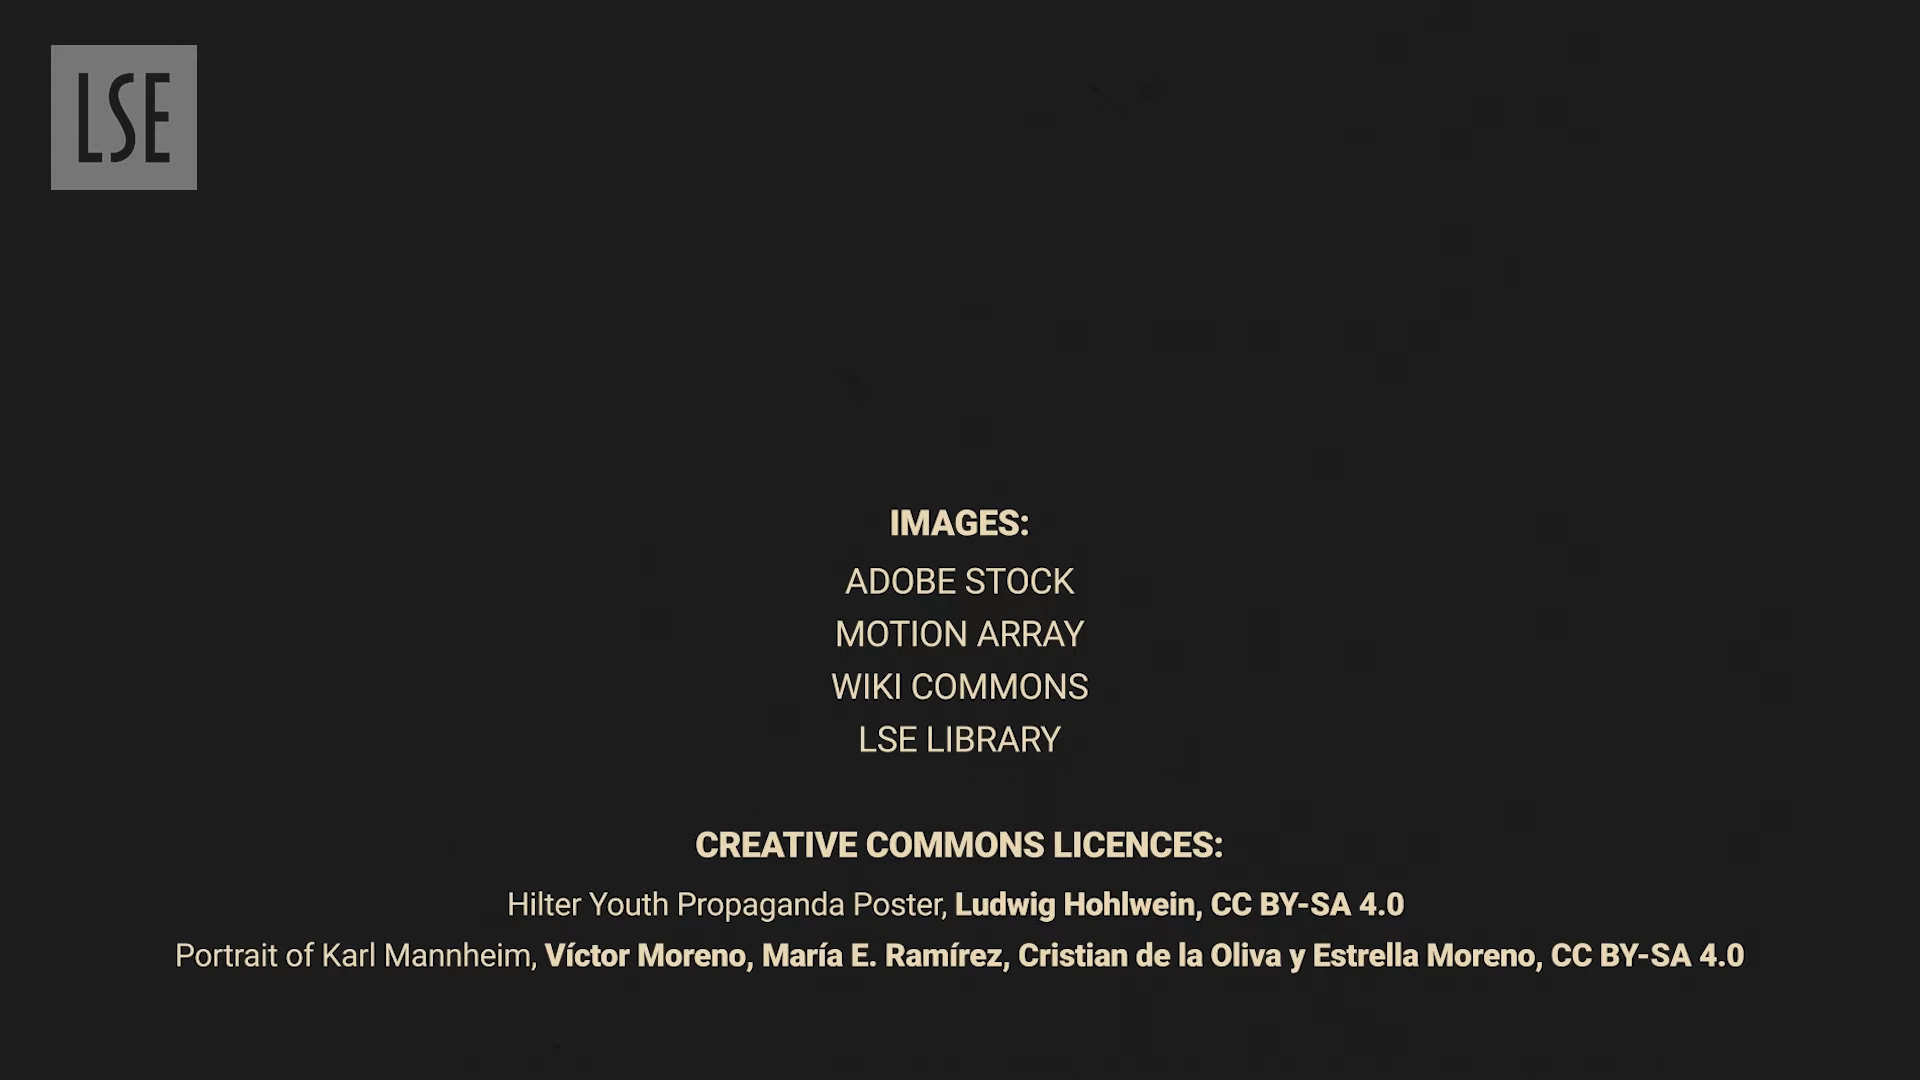 LSE
IMAGES:
ADOBE STOCK
MOTION ARRAY
WIKI COMMONS
LSE LIBRARY
CREATIVE COMMONS LICENCES:
Hilter Youth Propaganda Poster, Ludwig Hohlwein, CC BY-SA 4.0
Portrait of Karl Mannheim, Víctor Moreno, María E. Ramírez, Cristian de la Oliva y Estrella Moreno, CC BY-SA 4.0